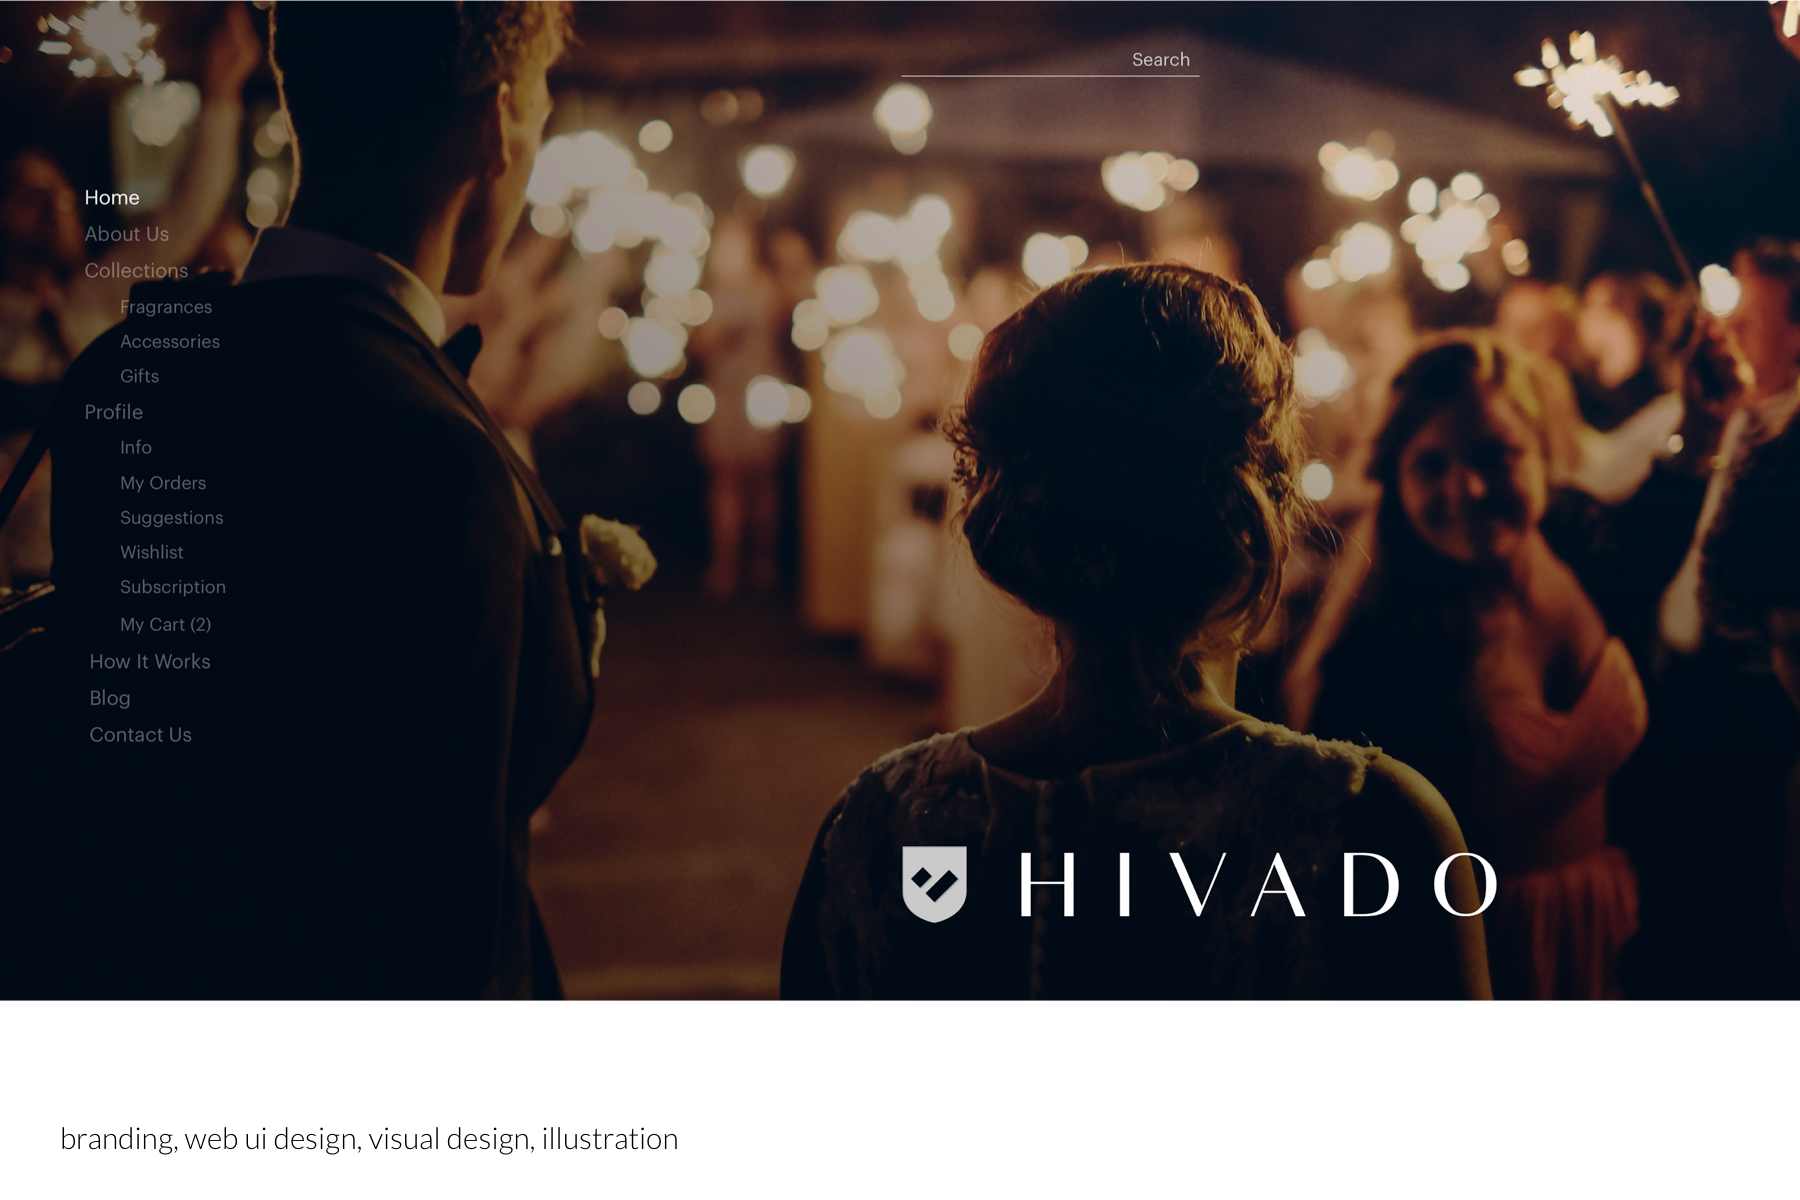 Search
Home
About Us
Collections
Fragrances
Accessories
Gifts
Profile
Info
My Orders
Suggestions
Wishlist
Subscription
My Cart (2)
How It Works
Blog
Contact Us
HIVADO
branding, web ui design, visual design, illustration